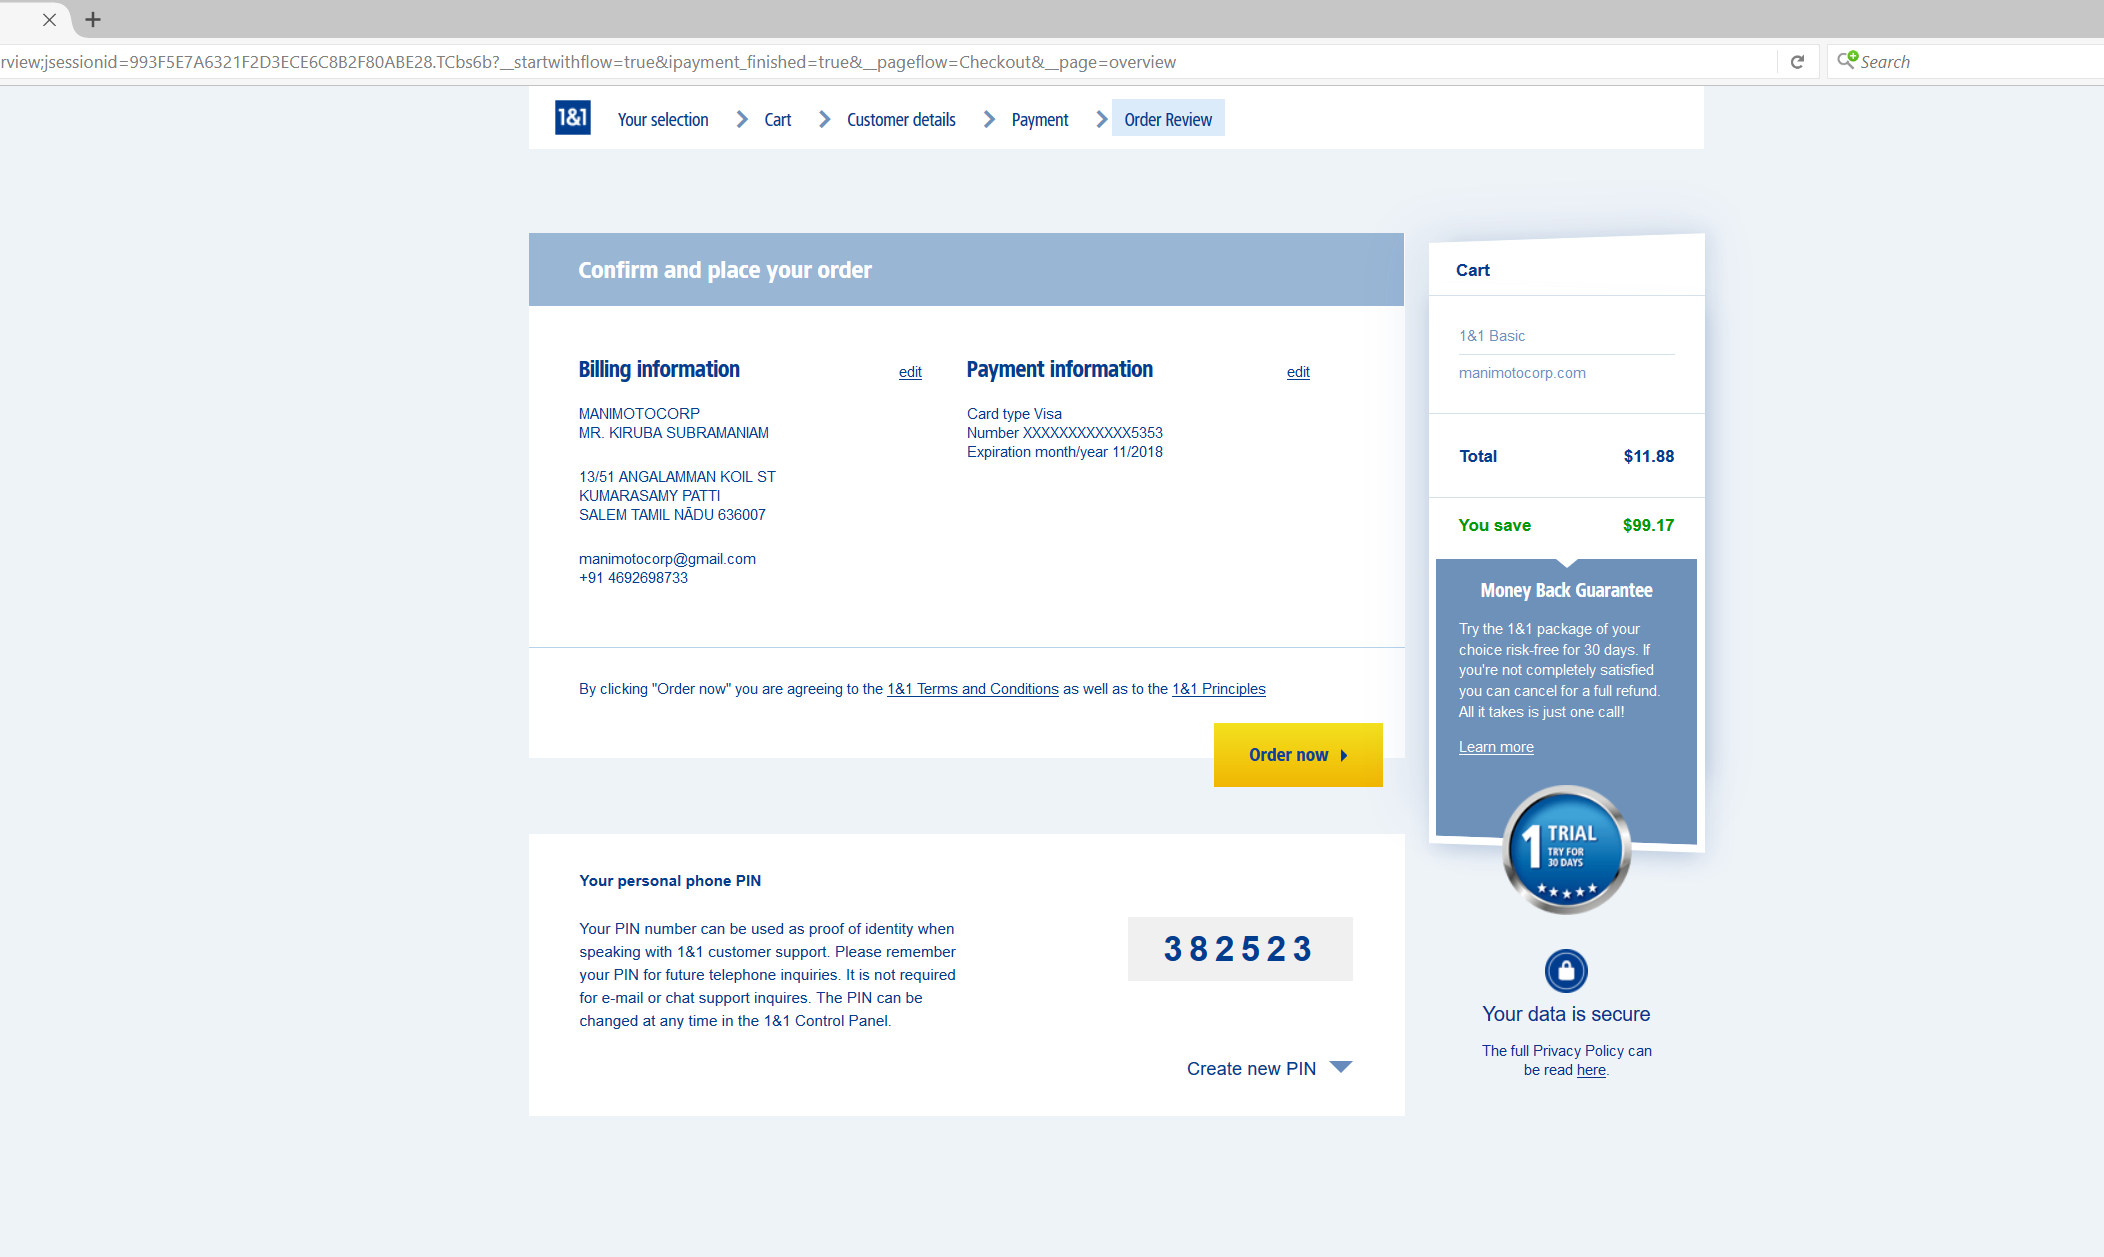 rview;jsessionid=993F5E7A6321F2D3ECE6C8B2F80ABE28.TCbs6b?__startwithflow=true&ipayment_finished=true&__pageflow=Checkout&__page=overview
Search
1&1
Your selection
Cart
Customer details
Payment
Order Review
Confirm and place your order
Billing information
edit
MANIMOTOCORP
MR. KIRUBA SUBRAMANIAM
13/51 ANGALAMMAN KOIL ST
KUMARASAMY PATTI
SALEM TAMIL NĀDU 636007
manimotocorp@gmail.com
+91 4692698733
Payment information
edit
Card type Visa
Number XXXXXXXXXXXX5353
Expiration month/year 11/2018
By clicking "Order now" you are agreeing to the 1&1 Terms and Conditions as well as to the 1&1 Principles
Order now
Your personal phone PIN
Your PIN number can be used as proof of identity when
speaking with 1&1 customer support. Please remember
your PIN for future telephone inquiries. It is not required
for e-mail or chat support inquires. The PIN can be
changed at any time in the 1&1 Control Panel.
382523
Create new PIN
Cart
1&1 Basic
manimotocorp.com
Total $11.88
You save $99.17
Money Back Guarantee
Try the 1&1 package of your
choice risk-free for 30 days. If
you're not completely satisfied
you can cancel for a full refund.
All it takes is just one call!
Learn more
1 TRIAL
TRY FOR
30 DAYS
Your data is secure
The full Privacy Policy can
be read here.